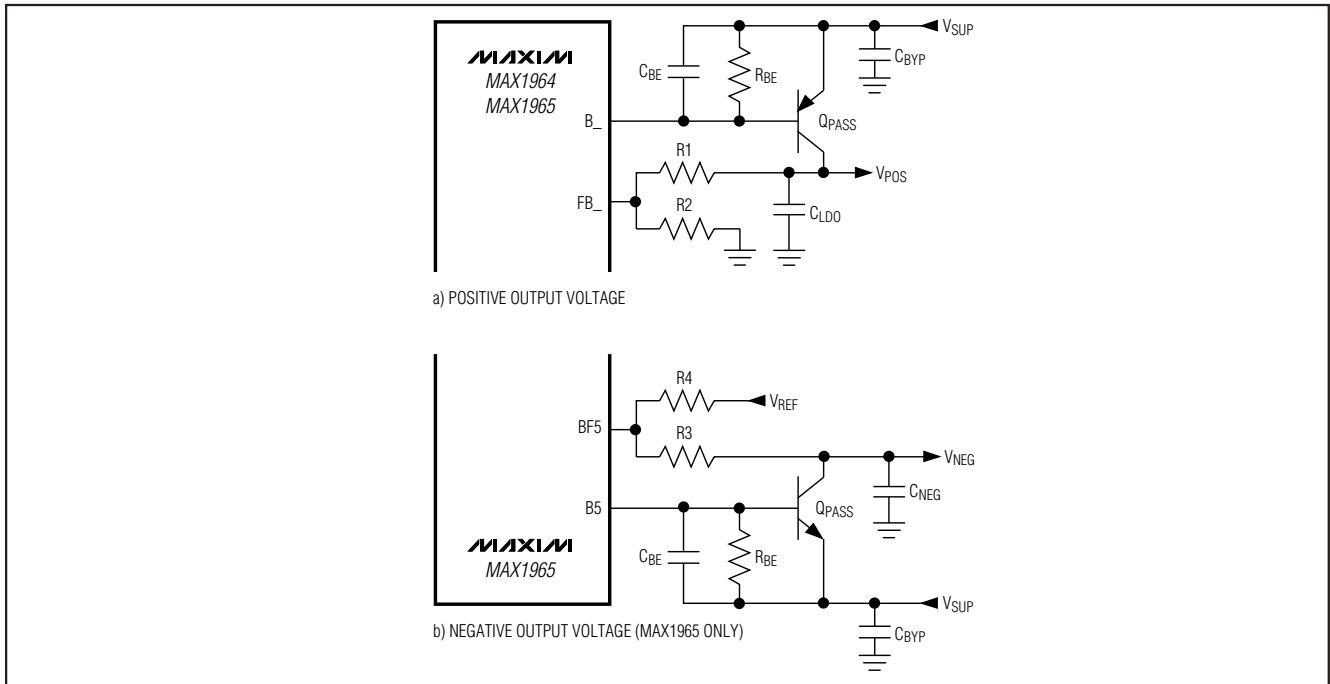 VSUP
MAXIM
CBE
RBE
CBYP
MAX1964
MAX1965
B_
QPASS
R1
VPOS
FB_
R2
CLDO
a) POSITIVE OUTPUT VOLTAGE
R4
VREF
BF5
R3
VNEG
CNEG
B5
QPASS
MAXIM
CBE
RBE
MAX1965
VSUP
b) NEGATIVE OUTPUT VOLTAGE (MAX1965 ONLY)
CBYP